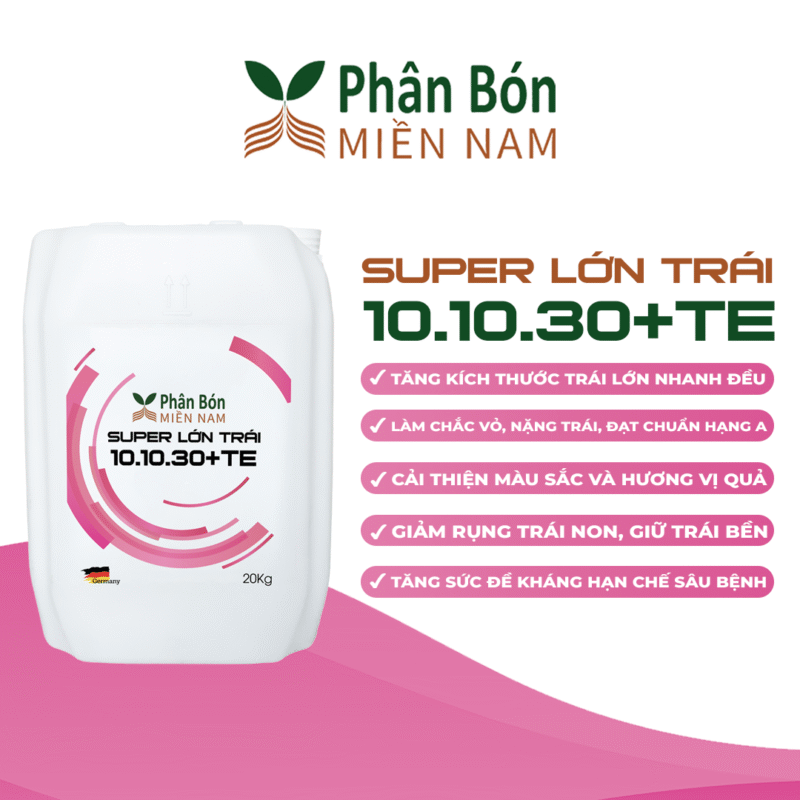 Phân Bón
MIỀN NAM
SUPER LỚN TRÁI
10.10.30+TE
TĂNG KÍCH THƯỚC TRÁI LỚN NHANH ĐỀU
LÀM CHẮC VỎ, NẶNG TRÁI, ĐẠT CHUẨN HẠNG A
CẢI THIỆN MÀU SẮC VÀ HƯƠNG VỊ QUẢ
GIẢM RỤNG TRÁI NON, GIỮ TRÁI BỀN
TĂNG SỨC ĐỀ KHÁNG HẠN CHẾ SÂU BỆNH
Phân Bón
MIỀN NAM
SUPER LỚN TRÁI
10.10.30+TE
Germany
20Kg